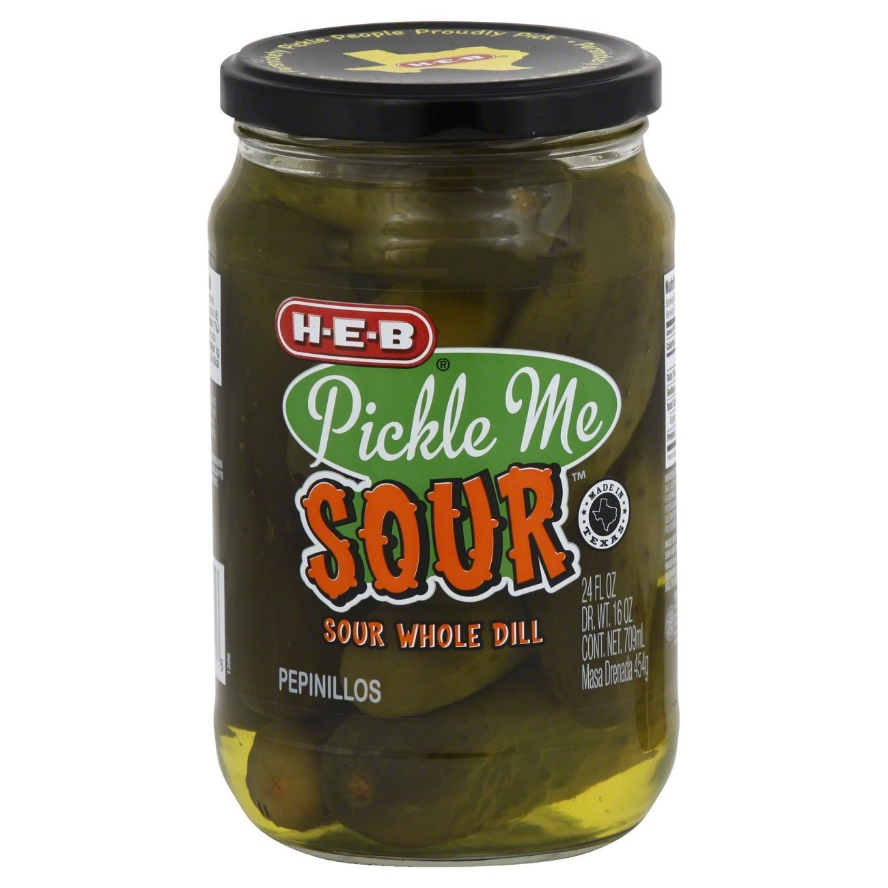 Pickle People Proudly Pick
H-E-B
H-E-B®
Pickle Me
SOUR™
MADE IN
TEXAS
SOUR WHOLE DILL
PEPINILLOS
24 FL OZ
DR. WT. 16 OZ
CONT. NET. 709mL
Masa Drenada 454g